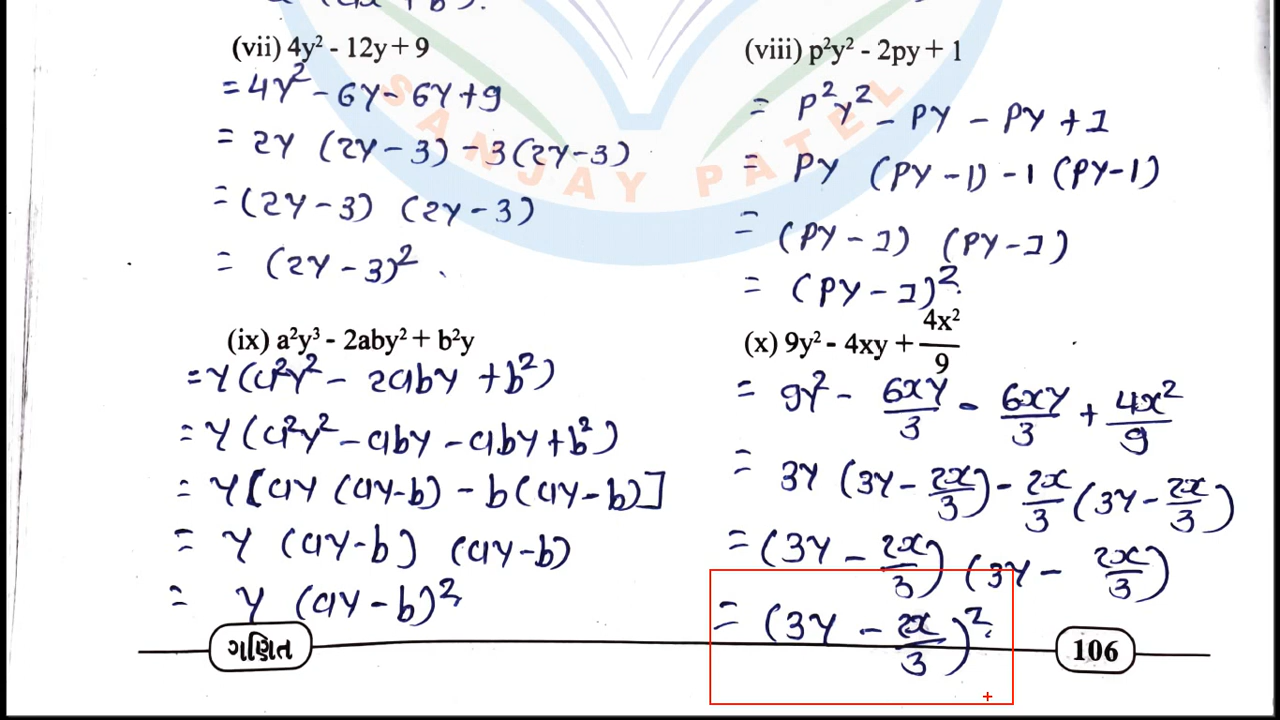 (vii) 4y² - 12y + 9
= 4y² - 6y - 6y + 9
= 2y (2y - 3) - 3(2y - 3)
= (2y - 3) (2y - 3)
= (2y - 3)² .
(viii) p²y² - 2py + 1
= p²y² - py - py + 1
= py (py - 1) - 1 (py - 1)
= (py - 1) (py - 1)
= (py - 1)².
(ix) a²y³ - 2aby² + b²y
= y(a²y² - 2aby + b²)
= y(a²y² - aby - aby + b²)
= y[ay (ay - b) - b(ay - b)]
= y (ay - b) (ay - b)
= y (ay - b)²
(x) 9y² - 4xy + 4x²/9
= 9y² - 6xy/3 - 6xy/3 + 4x²/9
= 3y (3y - 2x/3) - 2x/3 (3y - 2x/3)
= (3y - 2x/3) (3y - 2x/3)
= (3y - 2x/3)².
ગણિત
106
SANJAY PATEL